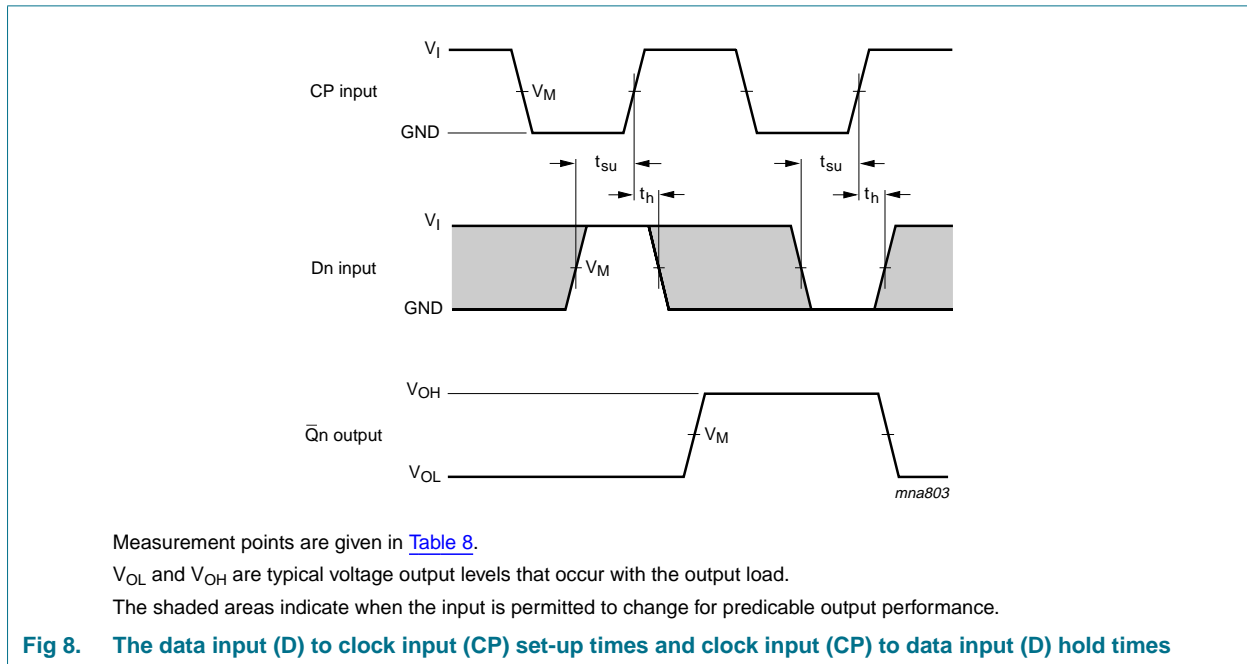 V_I
CP input
V_M
GND
t_su t_su
t_h t_h
V_I
Dn input
V_M
GND
V_OH
Q̅n output
V_M
V_OL
mna803
Measurement points are given in Table 8.
V_OL and V_OH are typical voltage output levels that occur with the output load.
The shaded areas indicate when the input is permitted to change for predicable output performance.
Fig 8. The data input (D) to clock input (CP) set-up times and clock input (CP) to data input (D) hold times